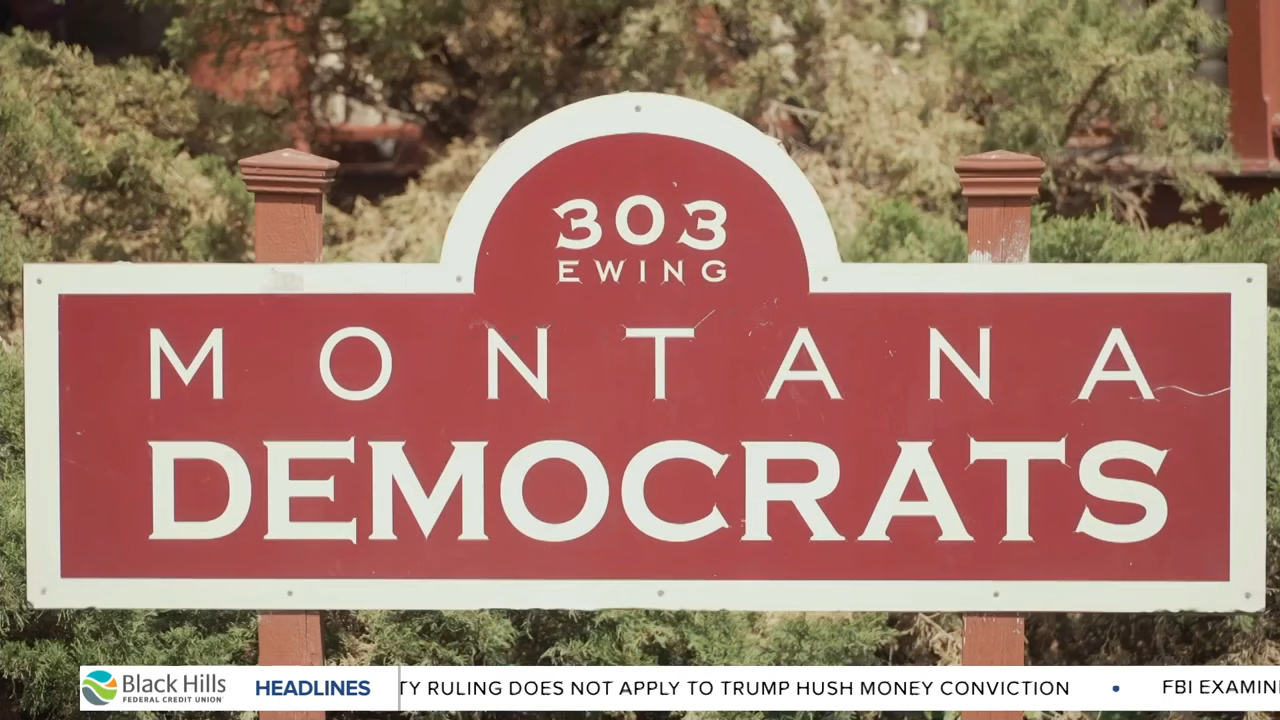 303
EWING
MONTANA
DEMOCRATS
Black Hills
FEDERAL CREDIT UNION
HEADLINES
TY RULING DOES NOT APPLY TO TRUMP HUSH MONEY CONVICTION • FBI EXAMIN